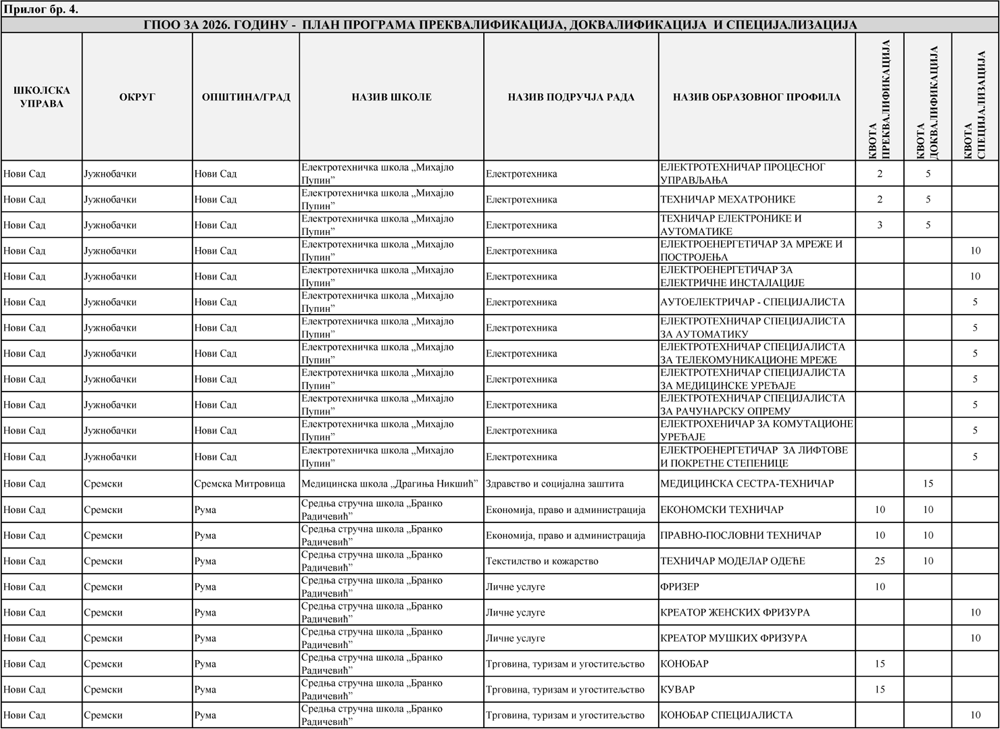 Прилог бр. 4.
ГПОО ЗА 2026. ГОДИНУ - ПЛАН ПРОГРАМА ПРЕКВАЛИФИКАЦИЈА, ДОКВАЛИФИКАЦИЈА И СПЕЦИЈАЛИЗАЦИЈА
ШКОЛСКА УПРАВА ОКРУГ ОПШТИНА/ГРАД НАЗИВ ШКОЛЕ НАЗИВ ПОДРУЧЈА РАДА НАЗИВ ОБРАЗОВНОГ ПРОФИЛА КВОТА ПРЕКВАЛИФИКАЦИЈА КВОТА ДОКВАЛИФИКАЦИЈА КВОТА СПЕЦИЈАЛИЗАЦИЈА
Нови Сад Јужнобачки Нови Сад Електротехничка школа „Михајло Пупин” Електротехника ЕЛЕКТРОТЕХНИЧАР ПРОЦЕСНОГ УПРАВЉАЊА 2 5
Нови Сад Јужнобачки Нови Сад Електротехничка школа „Михајло Пупин” Електротехника ТЕХНИЧАР МЕХАТРОНИКЕ 2 5
Нови Сад Јужнобачки Нови Сад Електротехничка школа „Михајло Пупин” Електротехника ТЕХНИЧАР ЕЛЕКТРОНИКЕ И АУТОМАТИКЕ 3 5
Нови Сад Јужнобачки Нови Сад Електротехничка школа „Михајло Пупин” Електротехника ЕЛЕКТРОЕНЕРГЕТИЧАР ЗА МРЕЖЕ И ПОСТРОЈЕЊА 10
Нови Сад Јужнобачки Нови Сад Електротехничка школа „Михајло Пупин” Електротехника ЕЛЕКТРОЕНЕРГЕТИЧАР ЗА ЕЛЕКТРИЧНЕ ИНСТАЛАЦИЈЕ 10
Нови Сад Јужнобачки Нови Сад Електротехничка школа „Михајло Пупин” Електротехника АУТОЕЛЕКТРИЧАР - СПЕЦИЈАЛИСТА 5
Нови Сад Јужнобачки Нови Сад Електротехничка школа „Михајло Пупин” Електротехника ЕЛЕКТРОТЕХНИЧАР СПЕЦИЈАЛИСТА ЗА АУТОМАТИКУ 5
Нови Сад Јужнобачки Нови Сад Електротехничка школа „Михајло Пупин” Електротехника ЕЛЕКТРОТЕХНИЧАР СПЕЦИЈАЛИСТА ЗА ТЕЛЕКОМУНИКАЦИОНЕ МРЕЖЕ 5
Нови Сад Јужнобачки Нови Сад Електротехничка школа „Михајло Пупин” Електротехника ЕЛЕКТРОТЕХНИЧАР СПЕЦИЈАЛИСТА ЗА МЕДИЦИНСКЕ УРЕЂАЈЕ 5
Нови Сад Јужнобачки Нови Сад Електротехничка школа „Михајло Пупин” Електротехника ЕЛЕКТРОТЕХНИЧАР СПЕЦИЈАЛИСТА ЗА РАЧУНАРСКУ ОПРЕМУ 5
Нови Сад Јужнобачки Нови Сад Електротехничка школа „Михајло Пупин” Електротехника ЕЛЕКТРОХЕНИЧАР ЗА КОМУТАЦИОНЕ УРЕЂАЈЕ 5
Нови Сад Јужнобачки Нови Сад Електротехничка школа „Михајло Пупин” Електротехника ЕЛЕКТРОЕНЕРГЕТИЧАР ЗА ЛИФТОВЕ И ПОКРЕТНЕ СТЕПЕНИЦЕ 5
Нови Сад Сремски Сремска Митровица Медицинска школа „Драгиња Никшић” Здравство и социјална заштита МЕДИЦИНСКА СЕСТРА-ТЕХНИЧАР 15
Нови Сад Сремски Рума Средња стручна школа „Бранко Радичевић” Економија, право и администрација ЕКОНОМСКИ ТЕХНИЧАР 10 10
Нови Сад Сремски Рума Средња стручна школа „Бранко Радичевић” Економија, право и администрација ПРАВНО-ПОСЛОВНИ ТЕХНИЧАР 10 10
Нови Сад Сремски Рума Средња стручна школа „Бранко Радичевић” Текстилство и кожарство ТЕХНИЧАР МОДЕЛАР ОДЕЋЕ 25 10
Нови Сад Сремски Рума Средња стручна школа „Бранко Радичевић” Личне услуге ФРИЗЕР 10
Нови Сад Сремски Рума Средња стручна школа „Бранко Радичевић” Личне услуге КРЕАТОР ЖЕНСКИХ ФРИЗУРА 10
Нови Сад Сремски Рума Средња стручна школа „Бранко Радичевић” Личне услуге КРЕАТОР МУШКИХ ФРИЗУРА 10
Нови Сад Сремски Рума Средња стручна школа „Бранко Радичевић” Трговина, туризам и угоститељство КОНОБАР 15
Нови Сад Сремски Рума Средња стручна школа „Бранко Радичевић” Трговина, туризам и угоститељство КУВАР 15
Нови Сад Сремски Рума Средња стручна школа „Бранко Радичевић” Трговина, туризам и угоститељство КОНОБАР СПЕЦИЈАЛИСТА 10